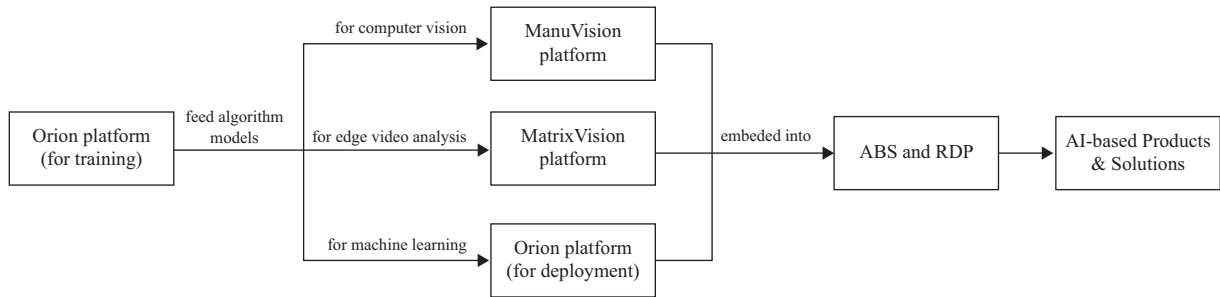 Orion platform
(for training)
feed algorithm
models
for computer vision
ManuVision
platform
for edge video analysis
MatrixVision
platform
for machine learning
Orion platform
(for deployment)
embeded into
ABS and RDP
AI-based Products
& Solutions